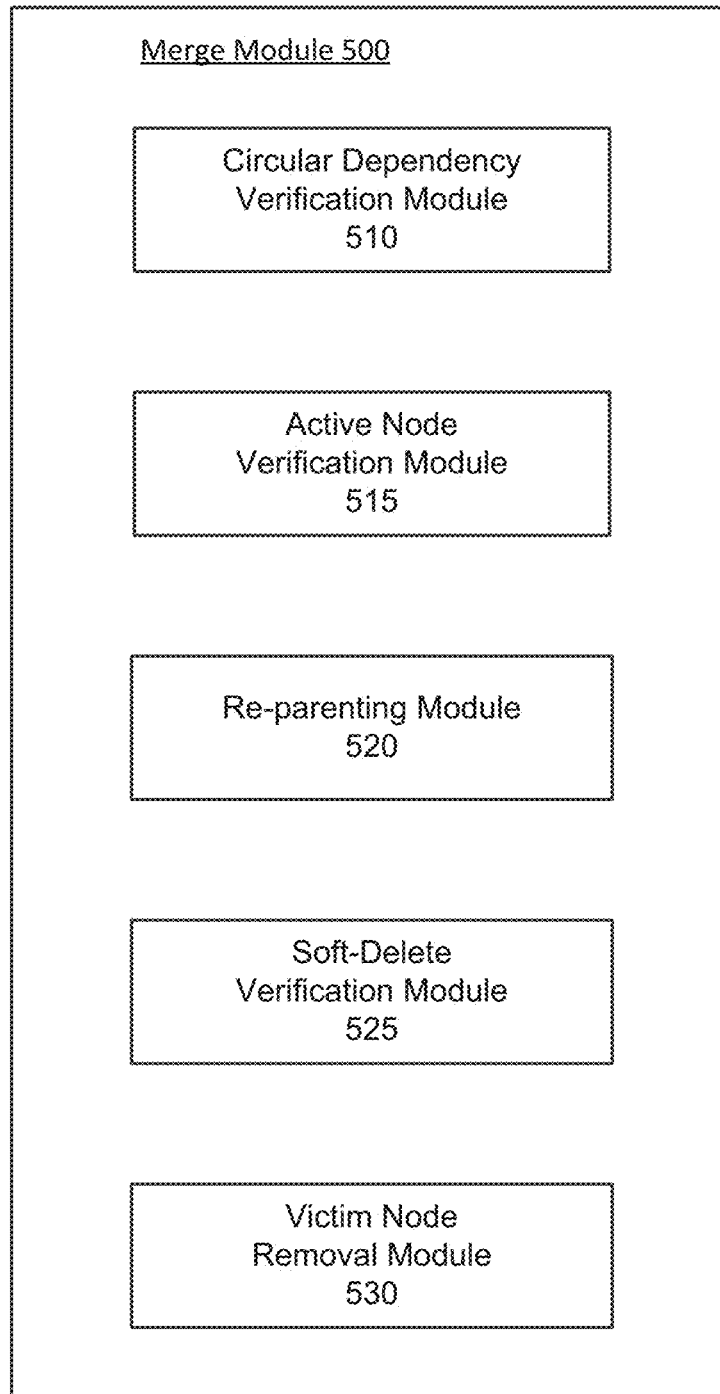 Merge Module 500
Circular Dependency
Verification Module
510
Active Node
Verification Module
515
Re-parenting Module
520
Soft-Delete
Verification Module
525
Victim Node
Removal Module
530